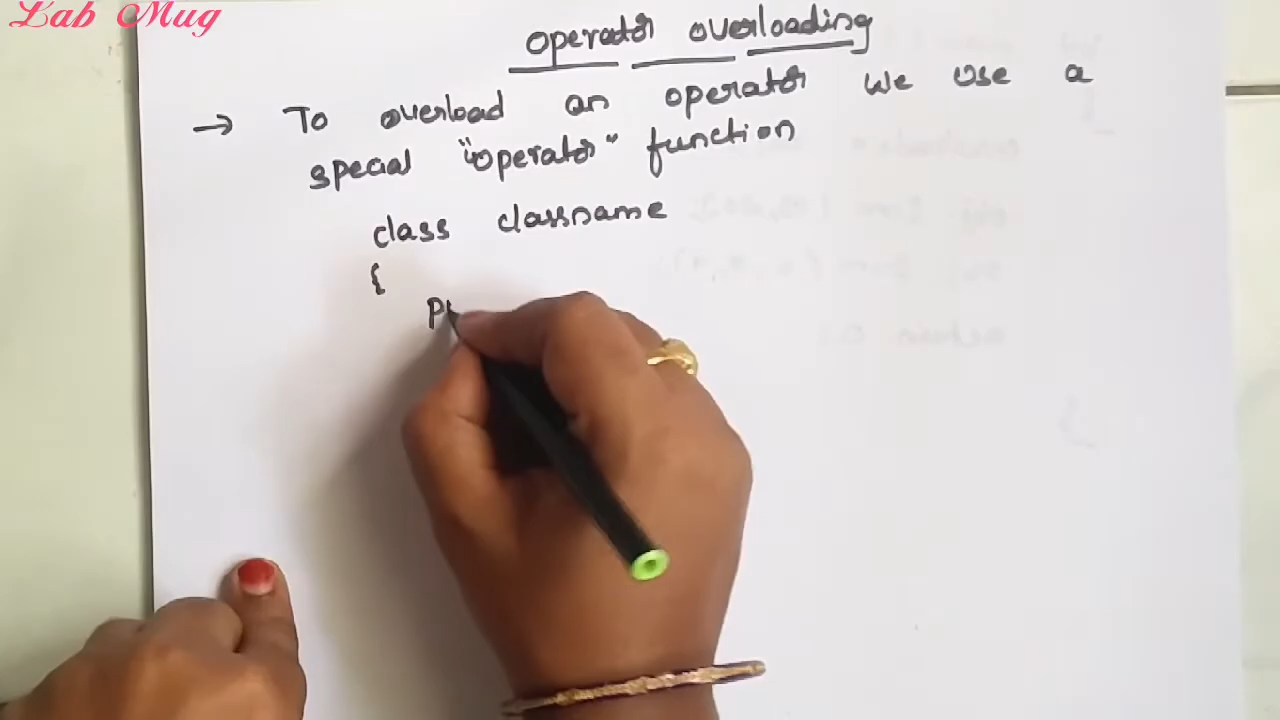 Lab Mug
operator overloading
→ To overload an operator we use a
special "operator" function
class classname
{